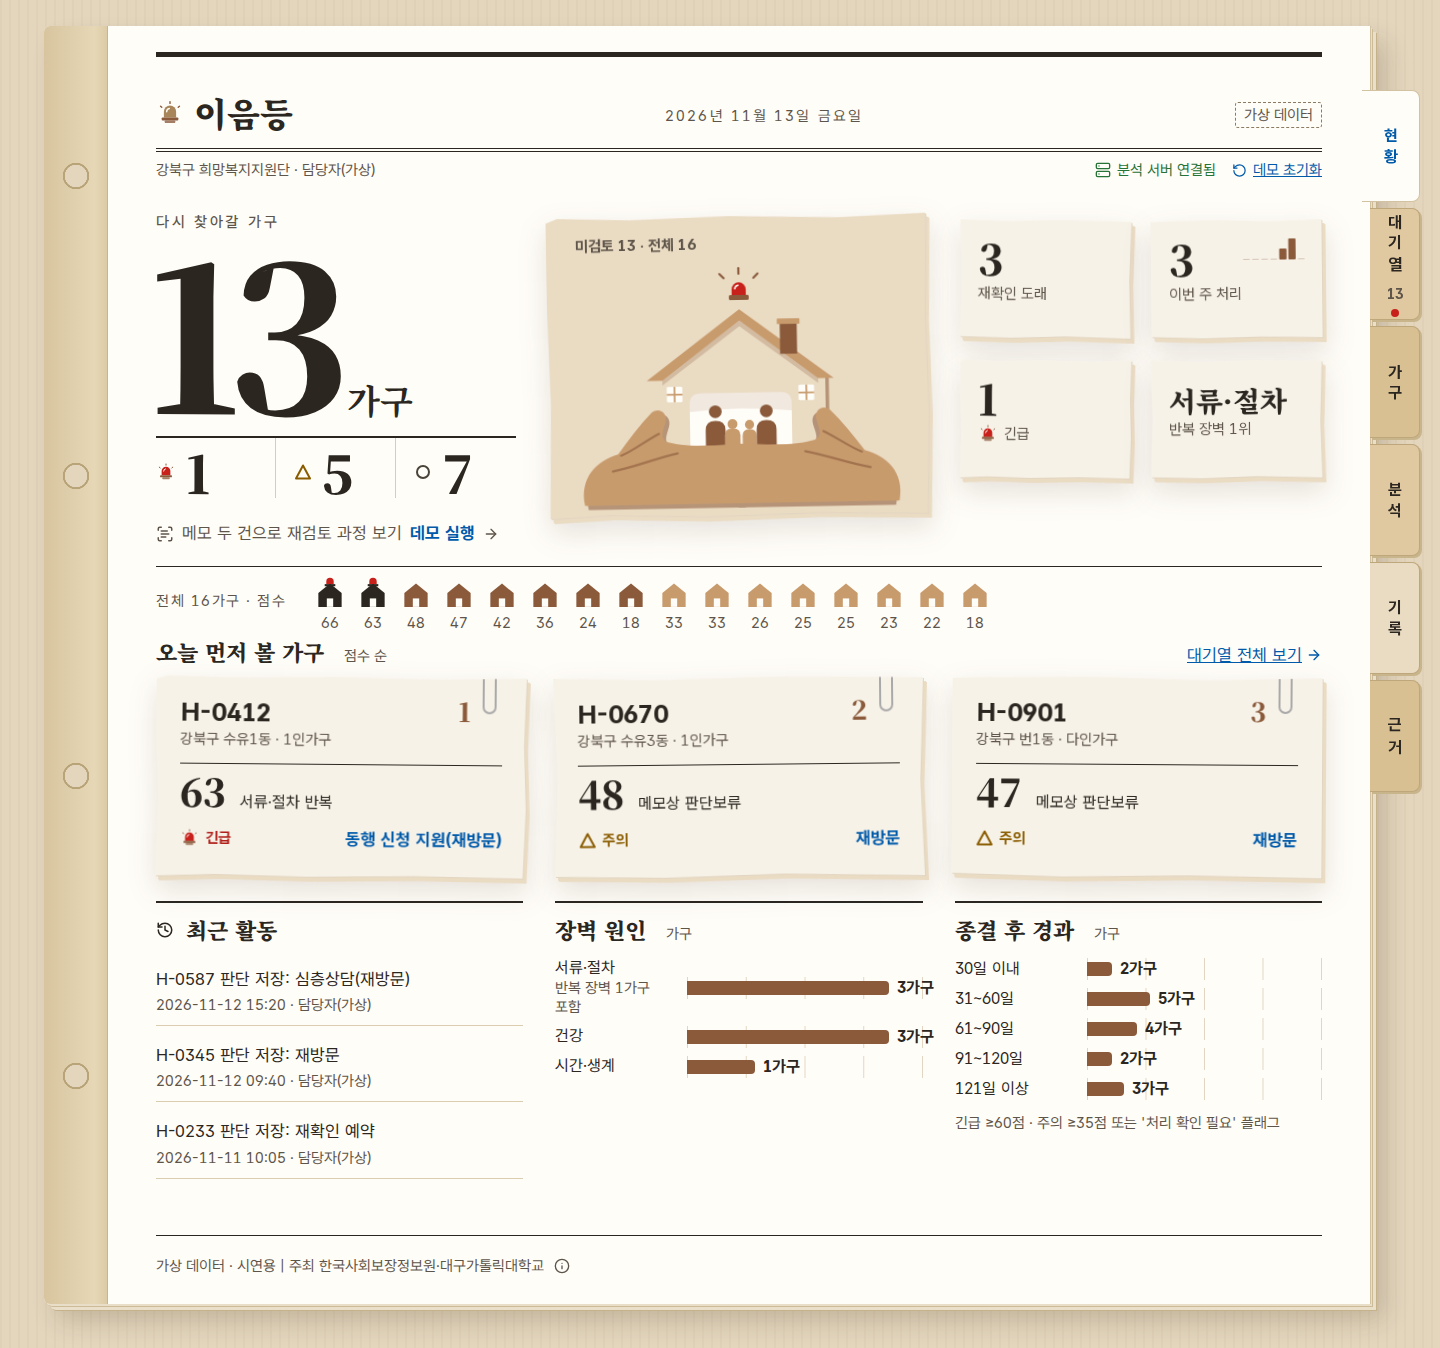 이음등
2026년 11월 13일 금요일
가상 데이터
강북구 희망복지지원단 · 담당자(가상)
분석 서버 연결됨
데모 초기화
다시 찾아갈 가구
13가구
1
5
7
메모 두 건으로 재검토 과정 보기 데모 실행
미검토 13 · 전체 16
3
재확인 도래
3
이번 주 처리
1
긴급
서류·절차
반복 장벽 1위
전체 16가구 · 점수
66 63 48 47 42 36 24 18 33 33 26 25 25 23 22 18
오늘 먼저 볼 가구 점수 순
대기열 전체 보기
H-0412
1
강북구 수유1동 · 1인가구
63 서류·절차 반복
긴급
동행 신청 지원(재방문)
H-0670
2
강북구 수유3동 · 1인가구
48 메모상 판단보류
주의
재방문
H-0901
3
강북구 번1동 · 다인가구
47 메모상 판단보류
주의
재방문
최근 활동
H-0587 판단 저장: 심층상담(재방문)
2026-11-12 15:20 · 담당자(가상)
H-0345 판단 저장: 재방문
2026-11-12 09:40 · 담당자(가상)
H-0233 판단 저장: 재확인 예약
2026-11-11 10:05 · 담당자(가상)
장벽 원인 가구
서류·절차
반복 장벽 1가구
포함
3가구
건강
3가구
시간·생계
1가구
종결 후 경과 가구
30일 이내
2가구
31~60일
5가구
61~90일
4가구
91~120일
2가구
121일 이상
3가구
긴급 ≥60점 · 주의 ≥35점 또는 '처리 확인 필요' 플래그
가상 데이터 · 시연용 | 주최 한국사회보장정보원·대구가톨릭대학교
현황
대기열
13
가구
분석
기록
근거